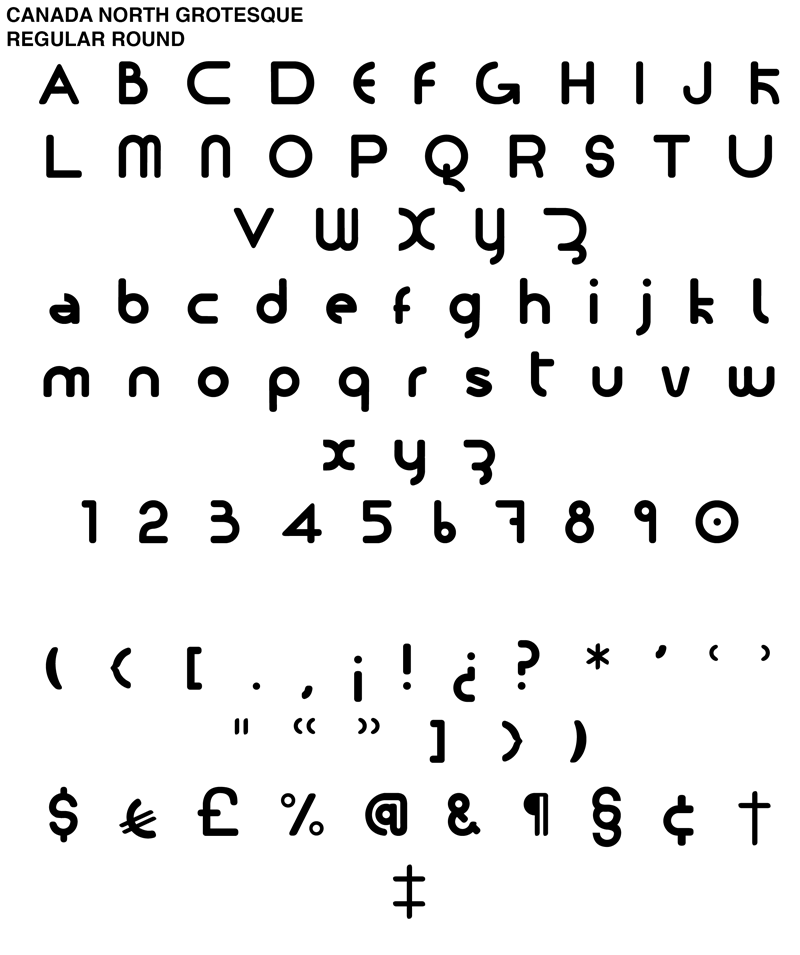 CANADA NORTH GROTESQUE
REGULAR ROUND
A B C D E F G H I J K
L M N O P Q R S T U
V W X Y Z
a b c d e f g h i j k l
m n o p q r s t u v w
x y z
1 2 3 4 5 6 7 8 9 0
( { [ . , ¡ ! ¿ ? * ’ ‘ ’
" “ ” ] } )
$ € £ % @ & ¶ § ¢ †
‡